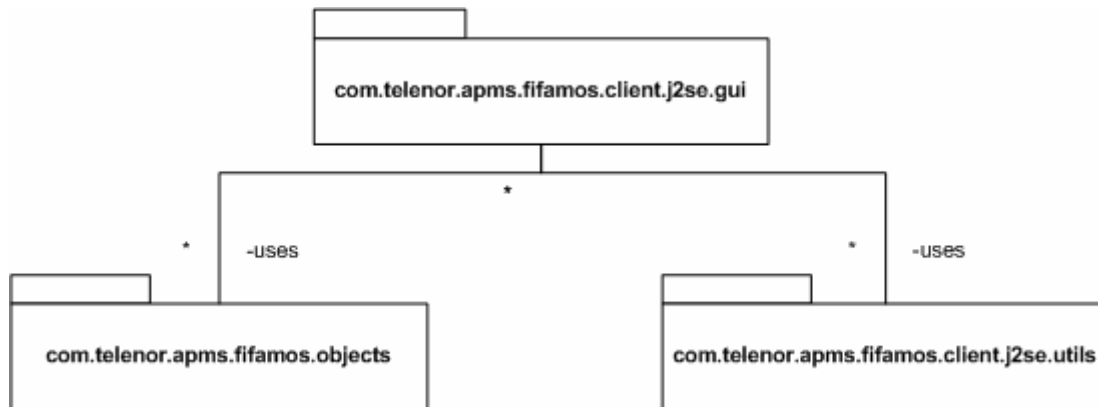 com.telenor.apms.fifamos.client.j2se.gui
*
* -uses
* -uses
com.telenor.apms.fifamos.objects
com.telenor.apms.fifamos.client.j2se.utils